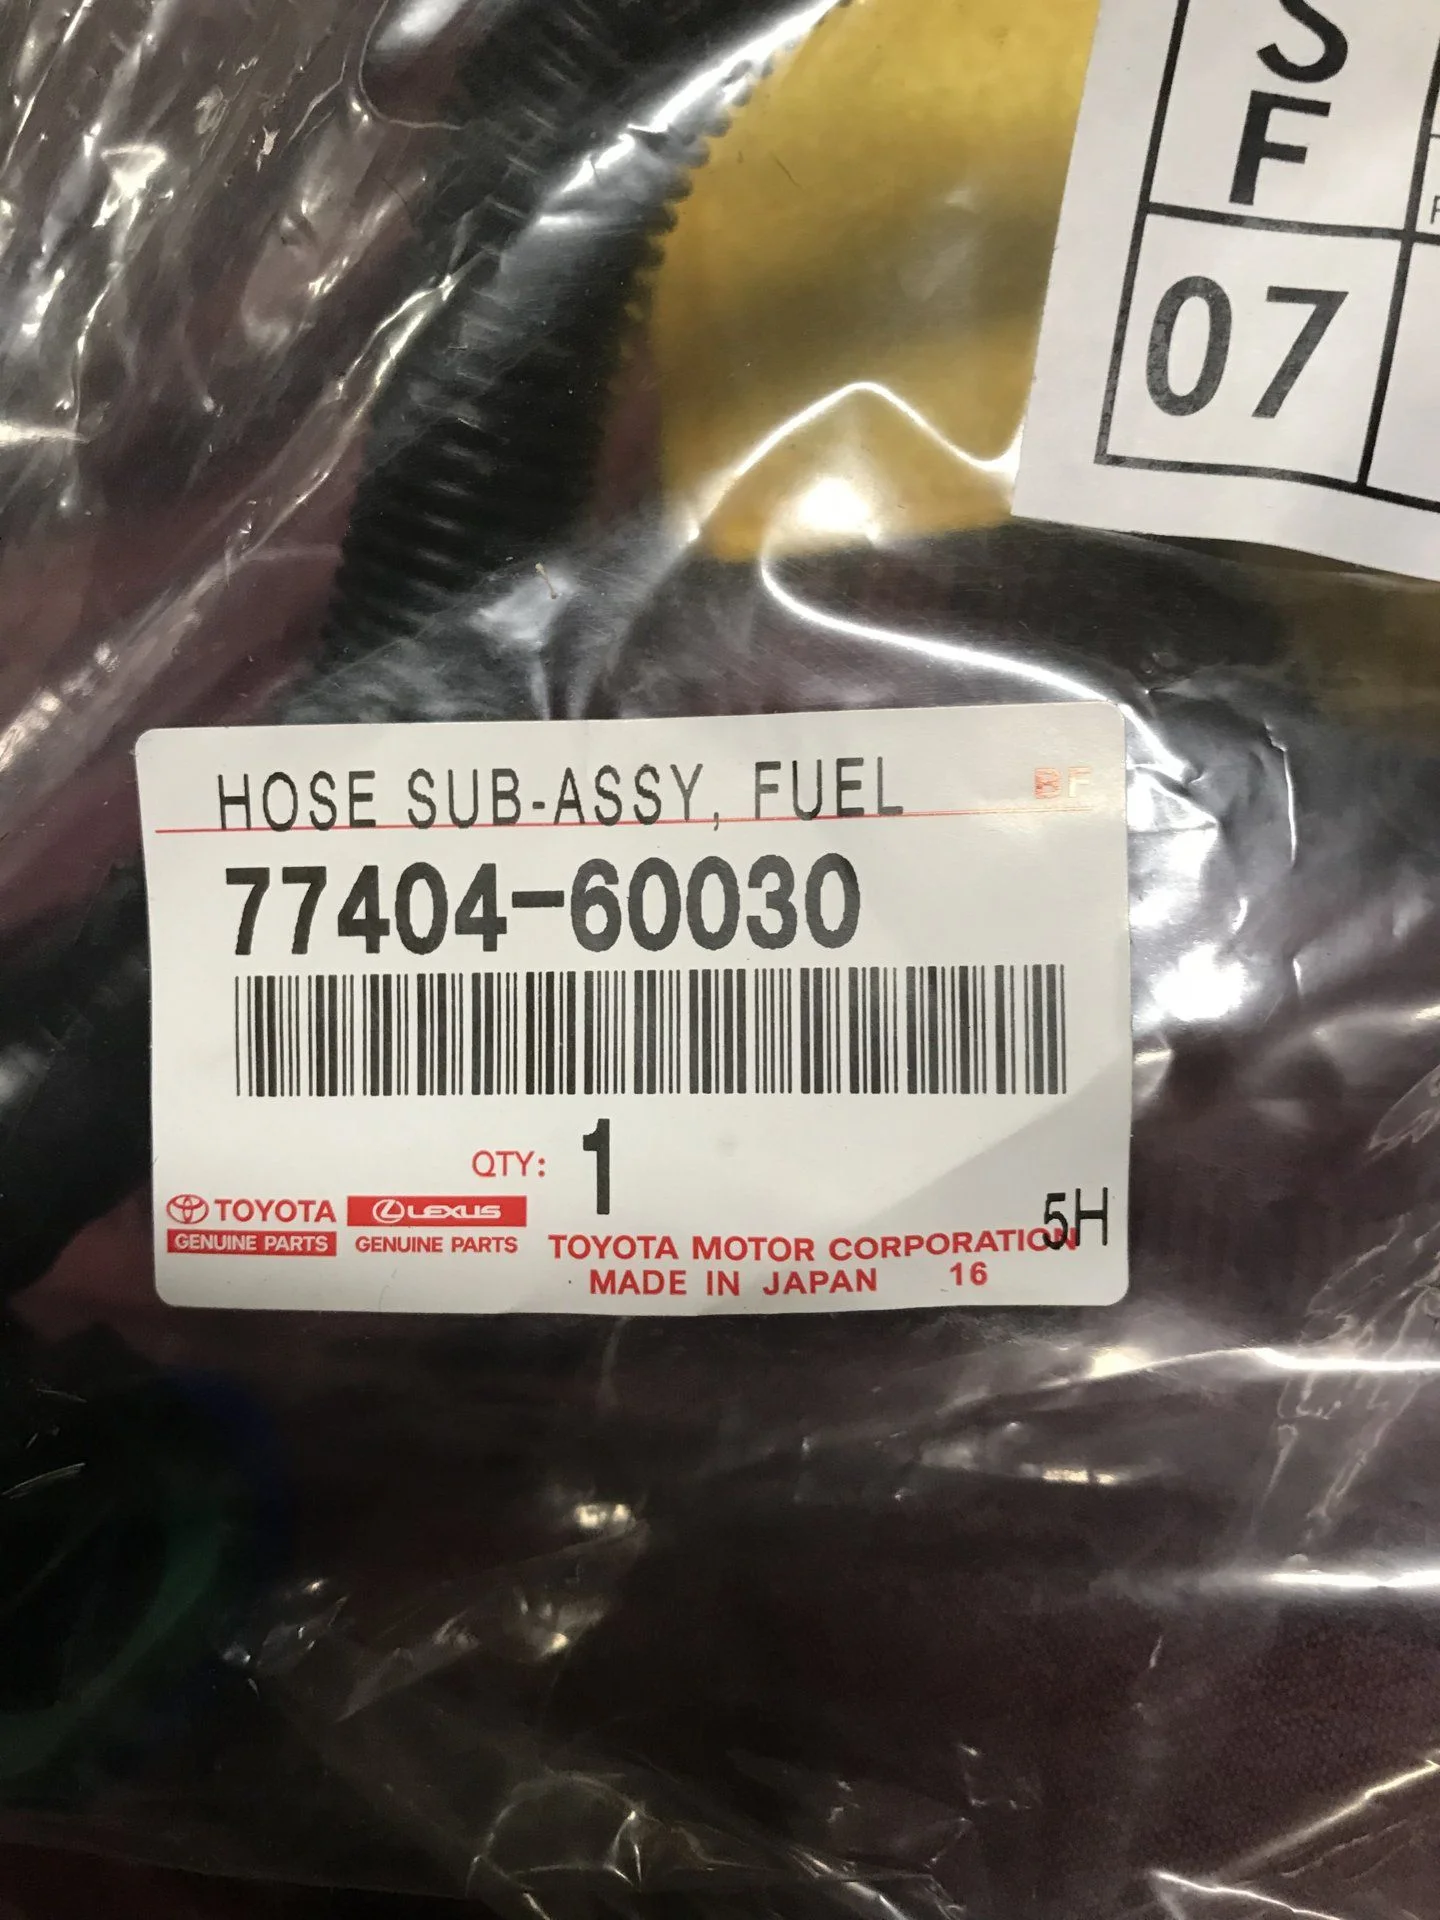 S
F
07
HOSE SUB-ASSY, FUEL
BF
77404-60030
QTY: 1
TOYOTA
GENUINE PARTS
LEXUS
GENUINE PARTS
5H
TOYOTA MOTOR CORPORATION
MADE IN JAPAN 16